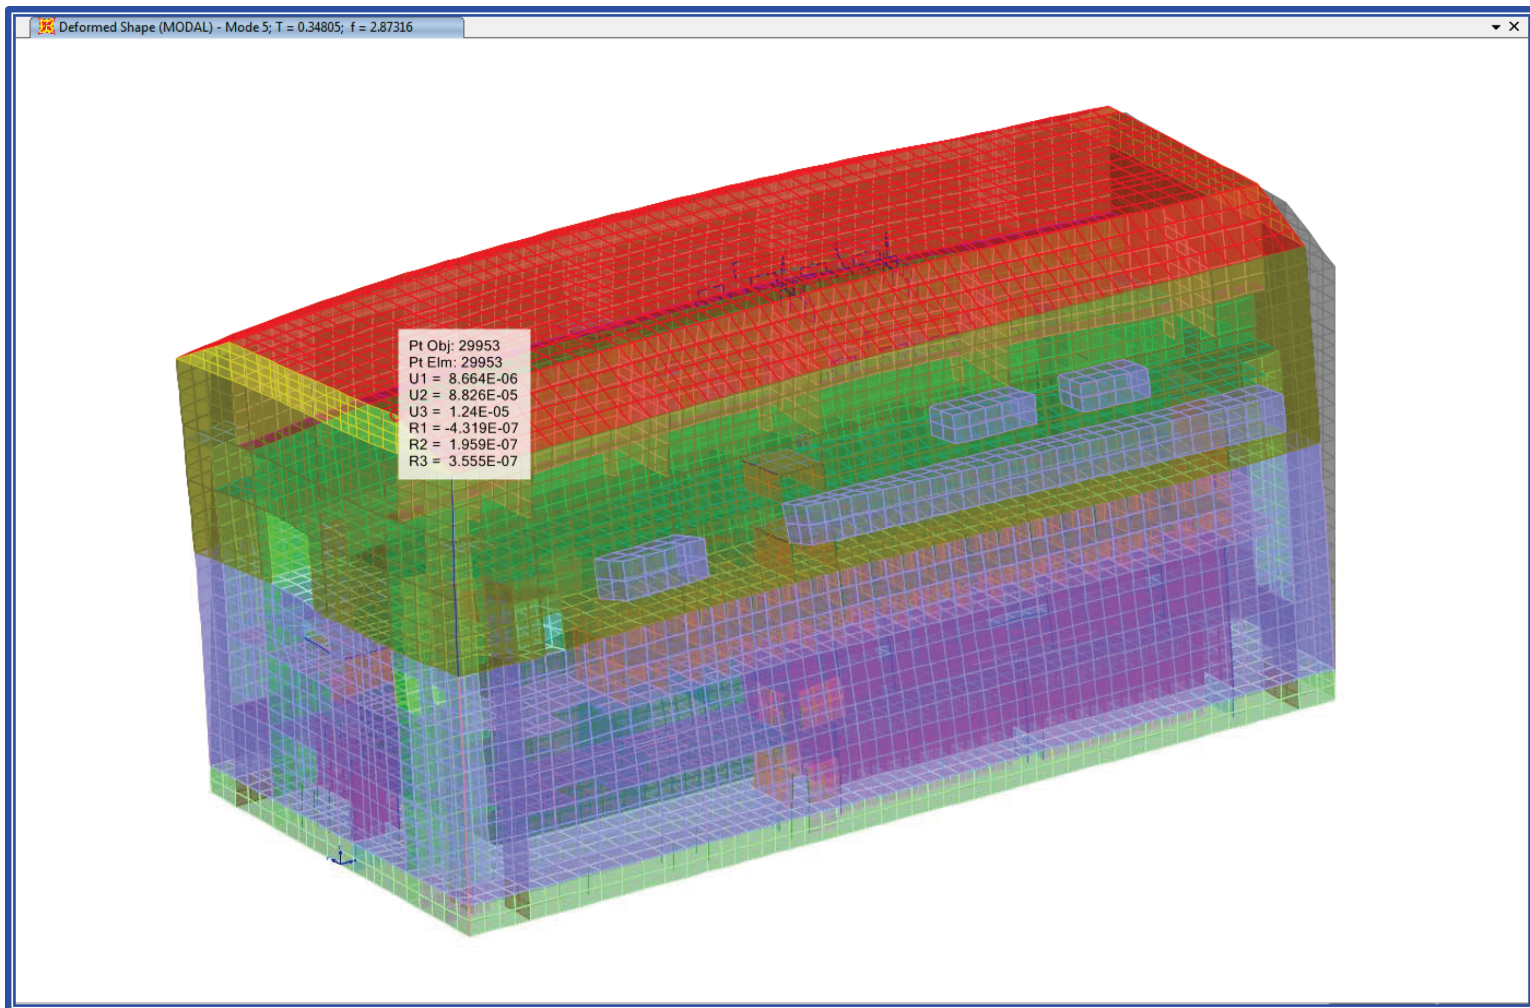 Deformed Shape (MODAL) - Mode 5; T = 0.34805; f = 2.87316
Pt Obj: 29953
Pt Elm: 29953
U1 = 8.664E-06
U2 = 8.826E-05
U3 = 1.24E-05
R1 = -4.319E-07
R2 = 1.959E-07
R3 = 3.555E-07